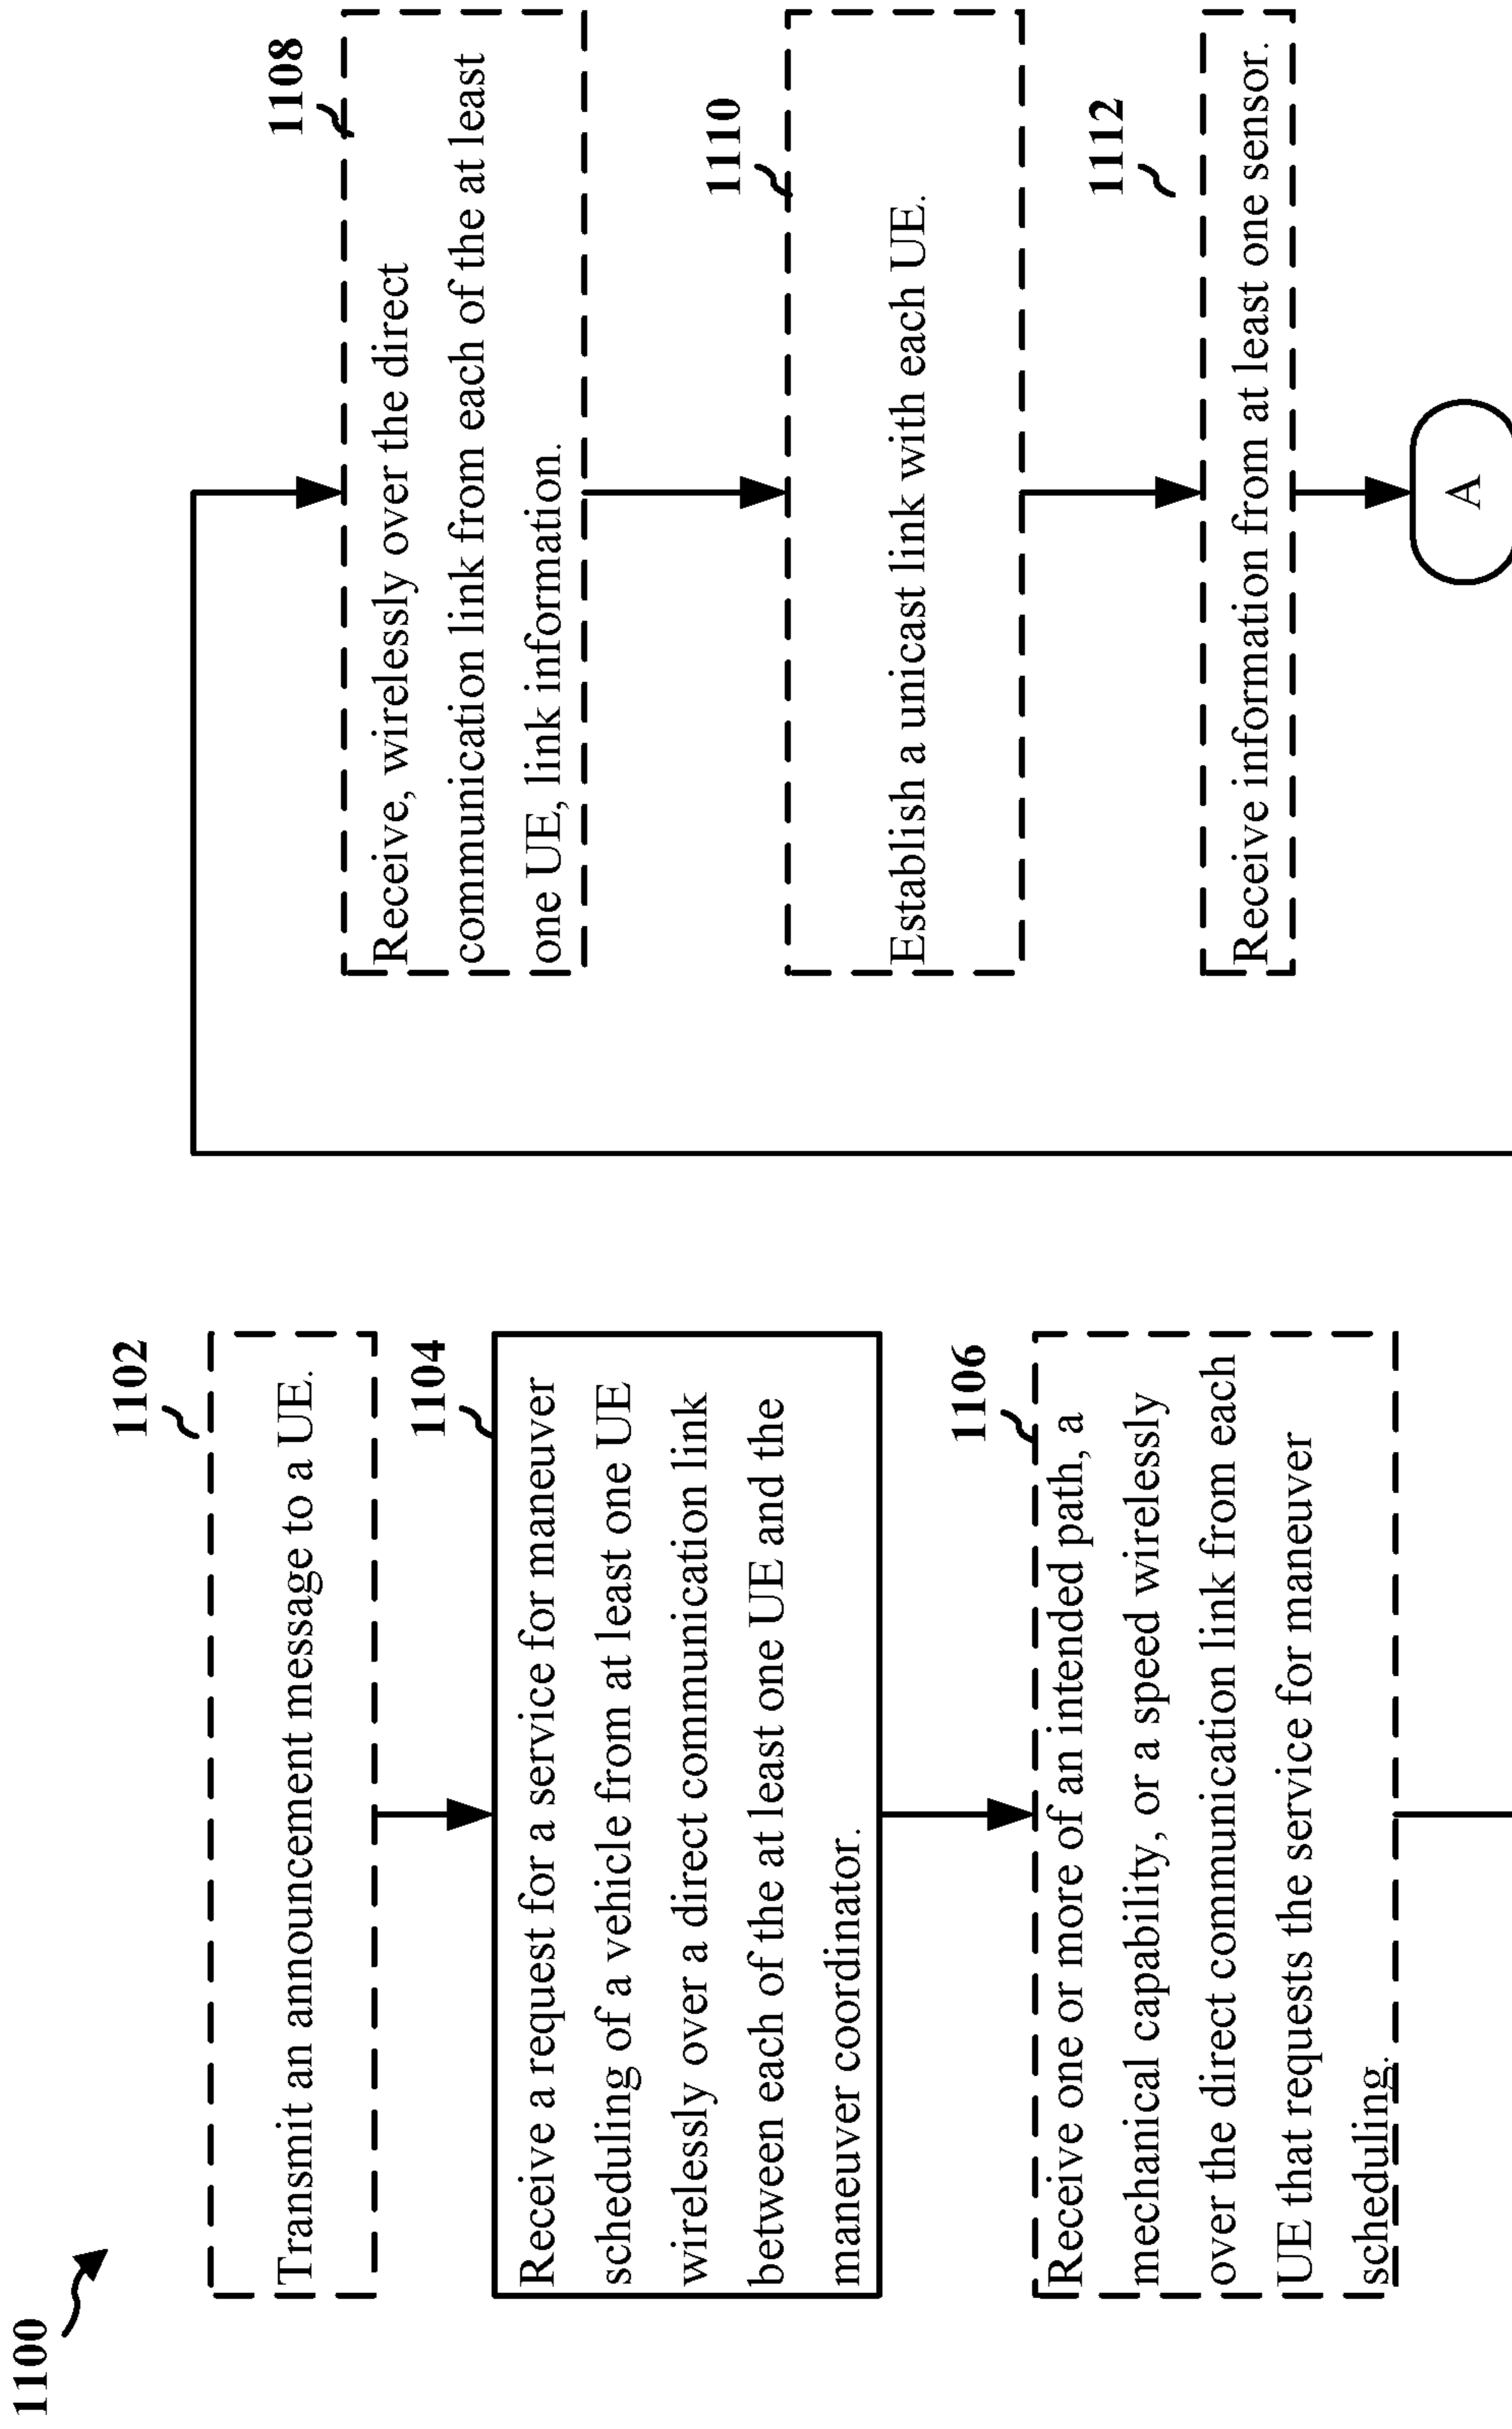 1100
1102
Transmit an announcement message to a UE.
1104
Receive a request for a service for maneuver
scheduling of a vehicle from at least one UE
wirelessly over a direct communication link
between each of the at least one UE and the
maneuver coordinator.
1106
Receive one or more of an intended path, a
mechanical capability, or a speed wirelessly
over the direct communication link from each
UE that requests the service for maneuver
scheduling.
1108
Receive, wirelessly over the direct
communication link from each of the at least
one UE, link information.
1110
Establish a unicast link with each UE.
1112
Receive information from at least one sensor.
A